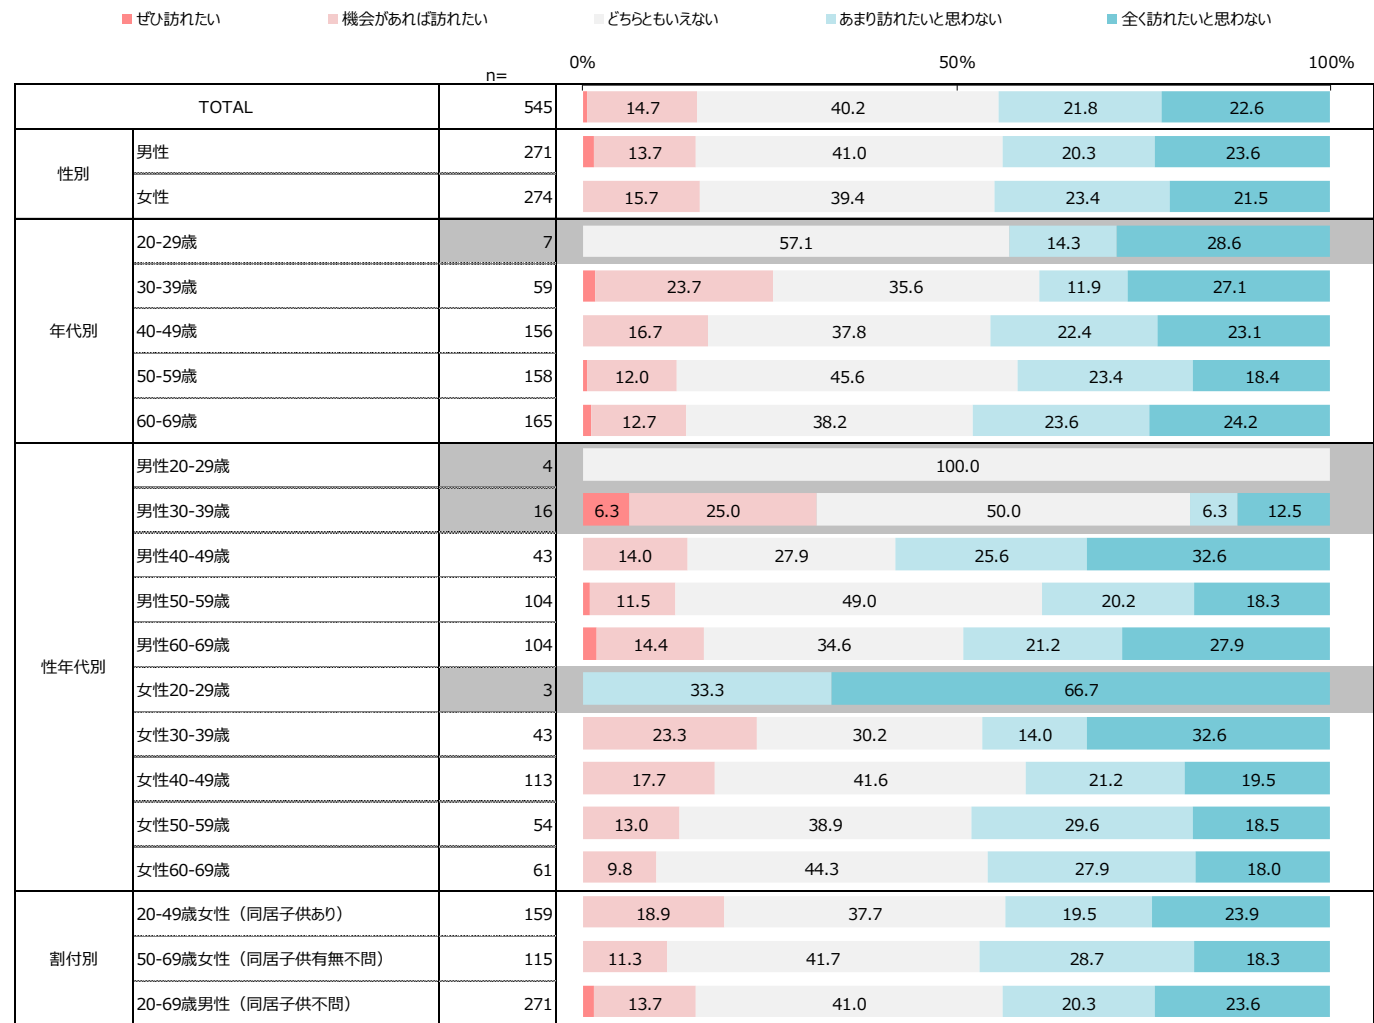 ぜひ訪れたい 機会があれば訪れたい どちらともいえない あまり訪れたいと思わない 全く訪れたいと思わない
n= 0% 50% 100%
TOTAL 545 14.7 40.2 21.8 22.6
性別
男性 271 13.7 41.0 20.3 23.6
女性 274 15.7 39.4 23.4 21.5
年代別
20-29歳 7 57.1 14.3 28.6
30-39歳 59 23.7 35.6 11.9 27.1
40-49歳 156 16.7 37.8 22.4 23.1
50-59歳 158 12.0 45.6 23.4 18.4
60-69歳 165 12.7 38.2 23.6 24.2
性年代別
男性20-29歳 4 100.0
男性30-39歳 16 6.3 25.0 50.0 6.3 12.5
男性40-49歳 43 14.0 27.9 25.6 32.6
男性50-59歳 104 11.5 49.0 20.2 18.3
男性60-69歳 104 14.4 34.6 21.2 27.9
女性20-29歳 3 33.3 66.7
女性30-39歳 43 23.3 30.2 14.0 32.6
女性40-49歳 113 17.7 41.6 21.2 19.5
女性50-59歳 54 13.0 38.9 29.6 18.5
女性60-69歳 61 9.8 44.3 27.9 18.0
割付別
20-49歳女性（同居子供あり） 159 18.9 37.7 19.5 23.9
50-69歳女性（同居子供有無不問） 115 11.3 41.7 28.7 18.3
20-69歳男性（同居子供不問） 271 13.7 41.0 20.3 23.6